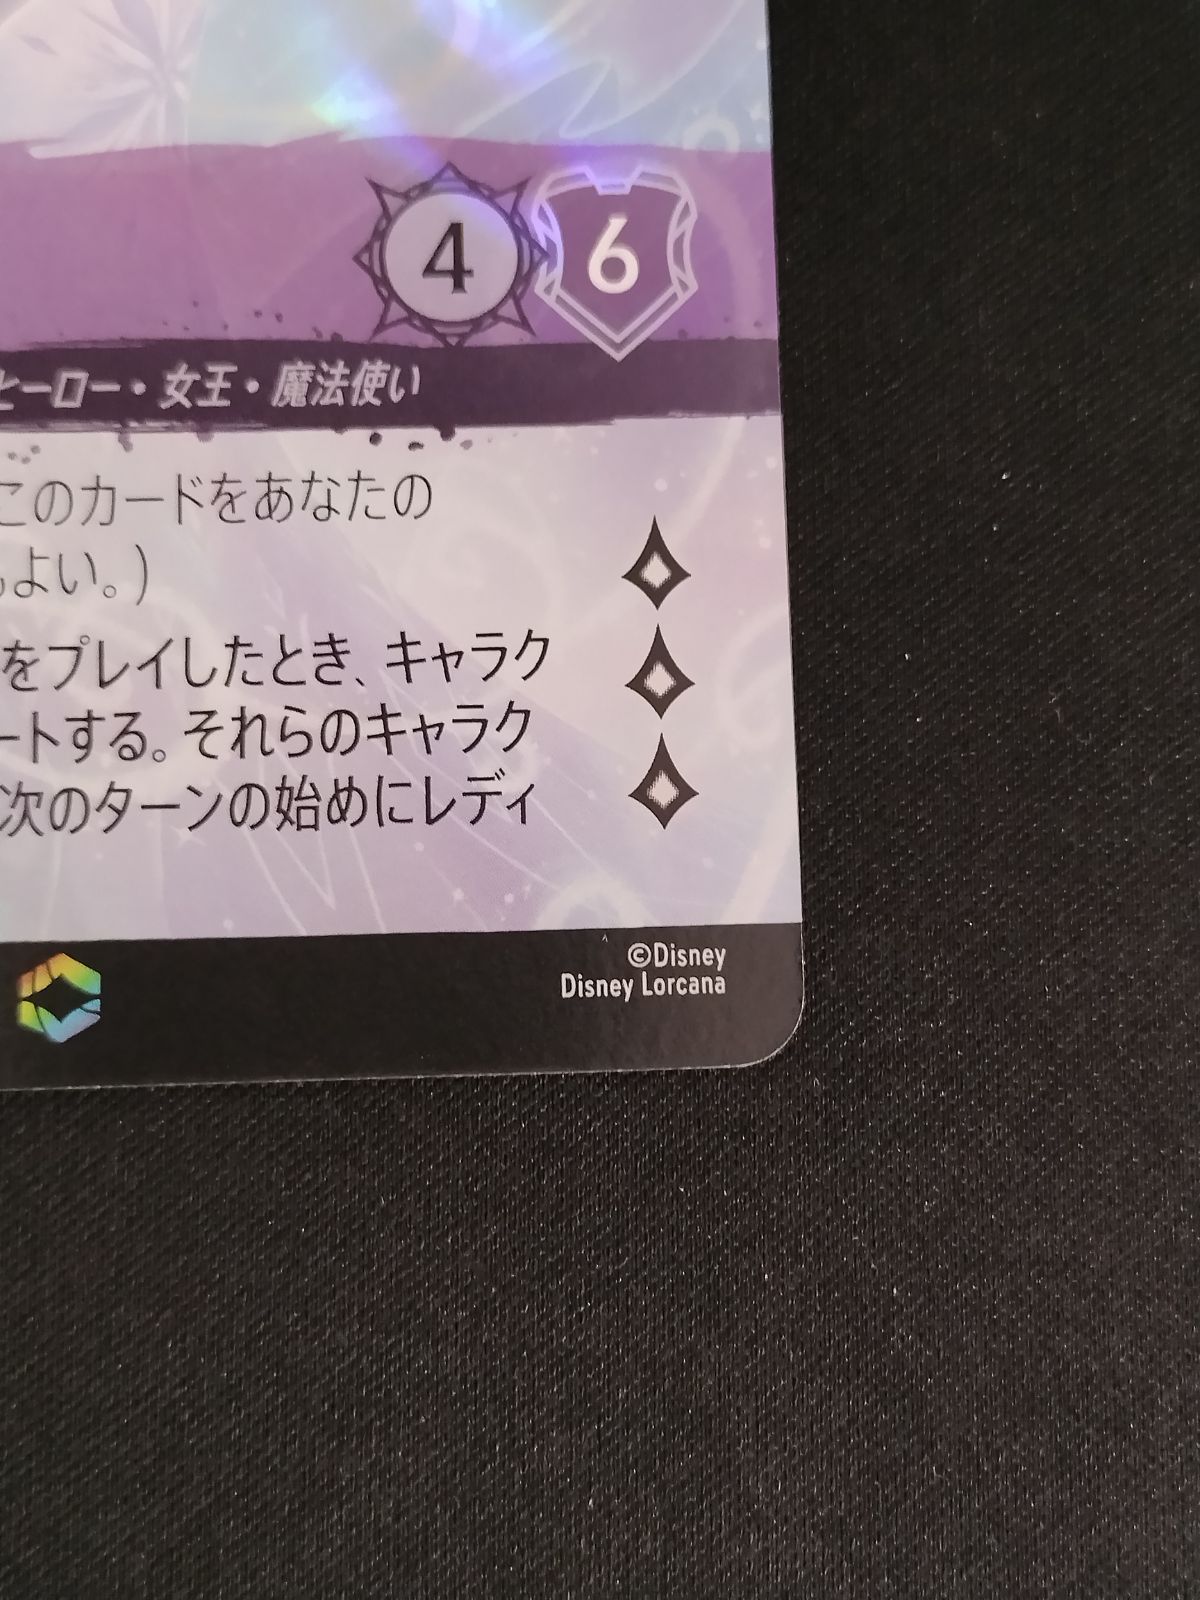 4 6
ヒーロー・女王・魔法使い
このカードをあなたの
もよい。)
をプレイしたとき、キャラク
ートする。それらのキャラク
次のターンの始めにレディ
©Disney
Disney Lorcana